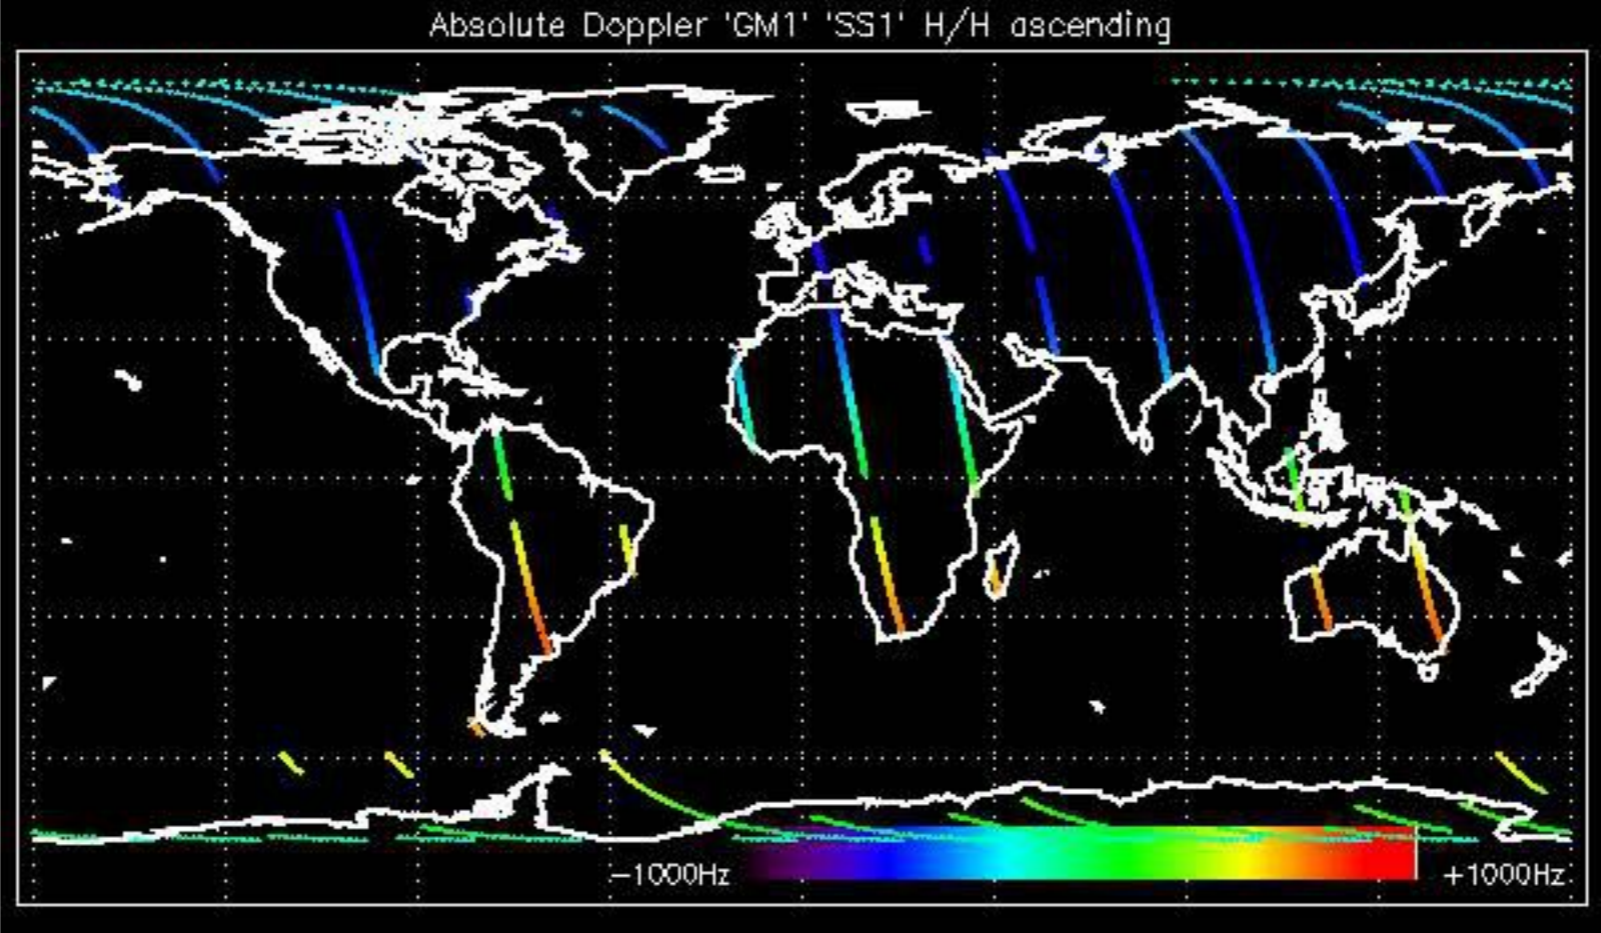 Absolute Doppler 'GM1' 'SS1' H/H ascending
−1000Hz +1000Hz